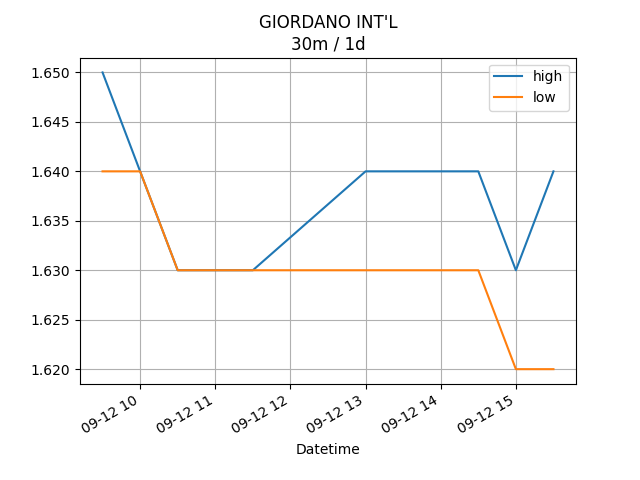 GIORDANO INT'L
30m / 1d
high
low
1.650
1.645
1.640
1.635
1.630
1.625
1.620
09-12 10
09-12 11
09-12 12
09-12 13
09-12 14
09-12 15
Datetime